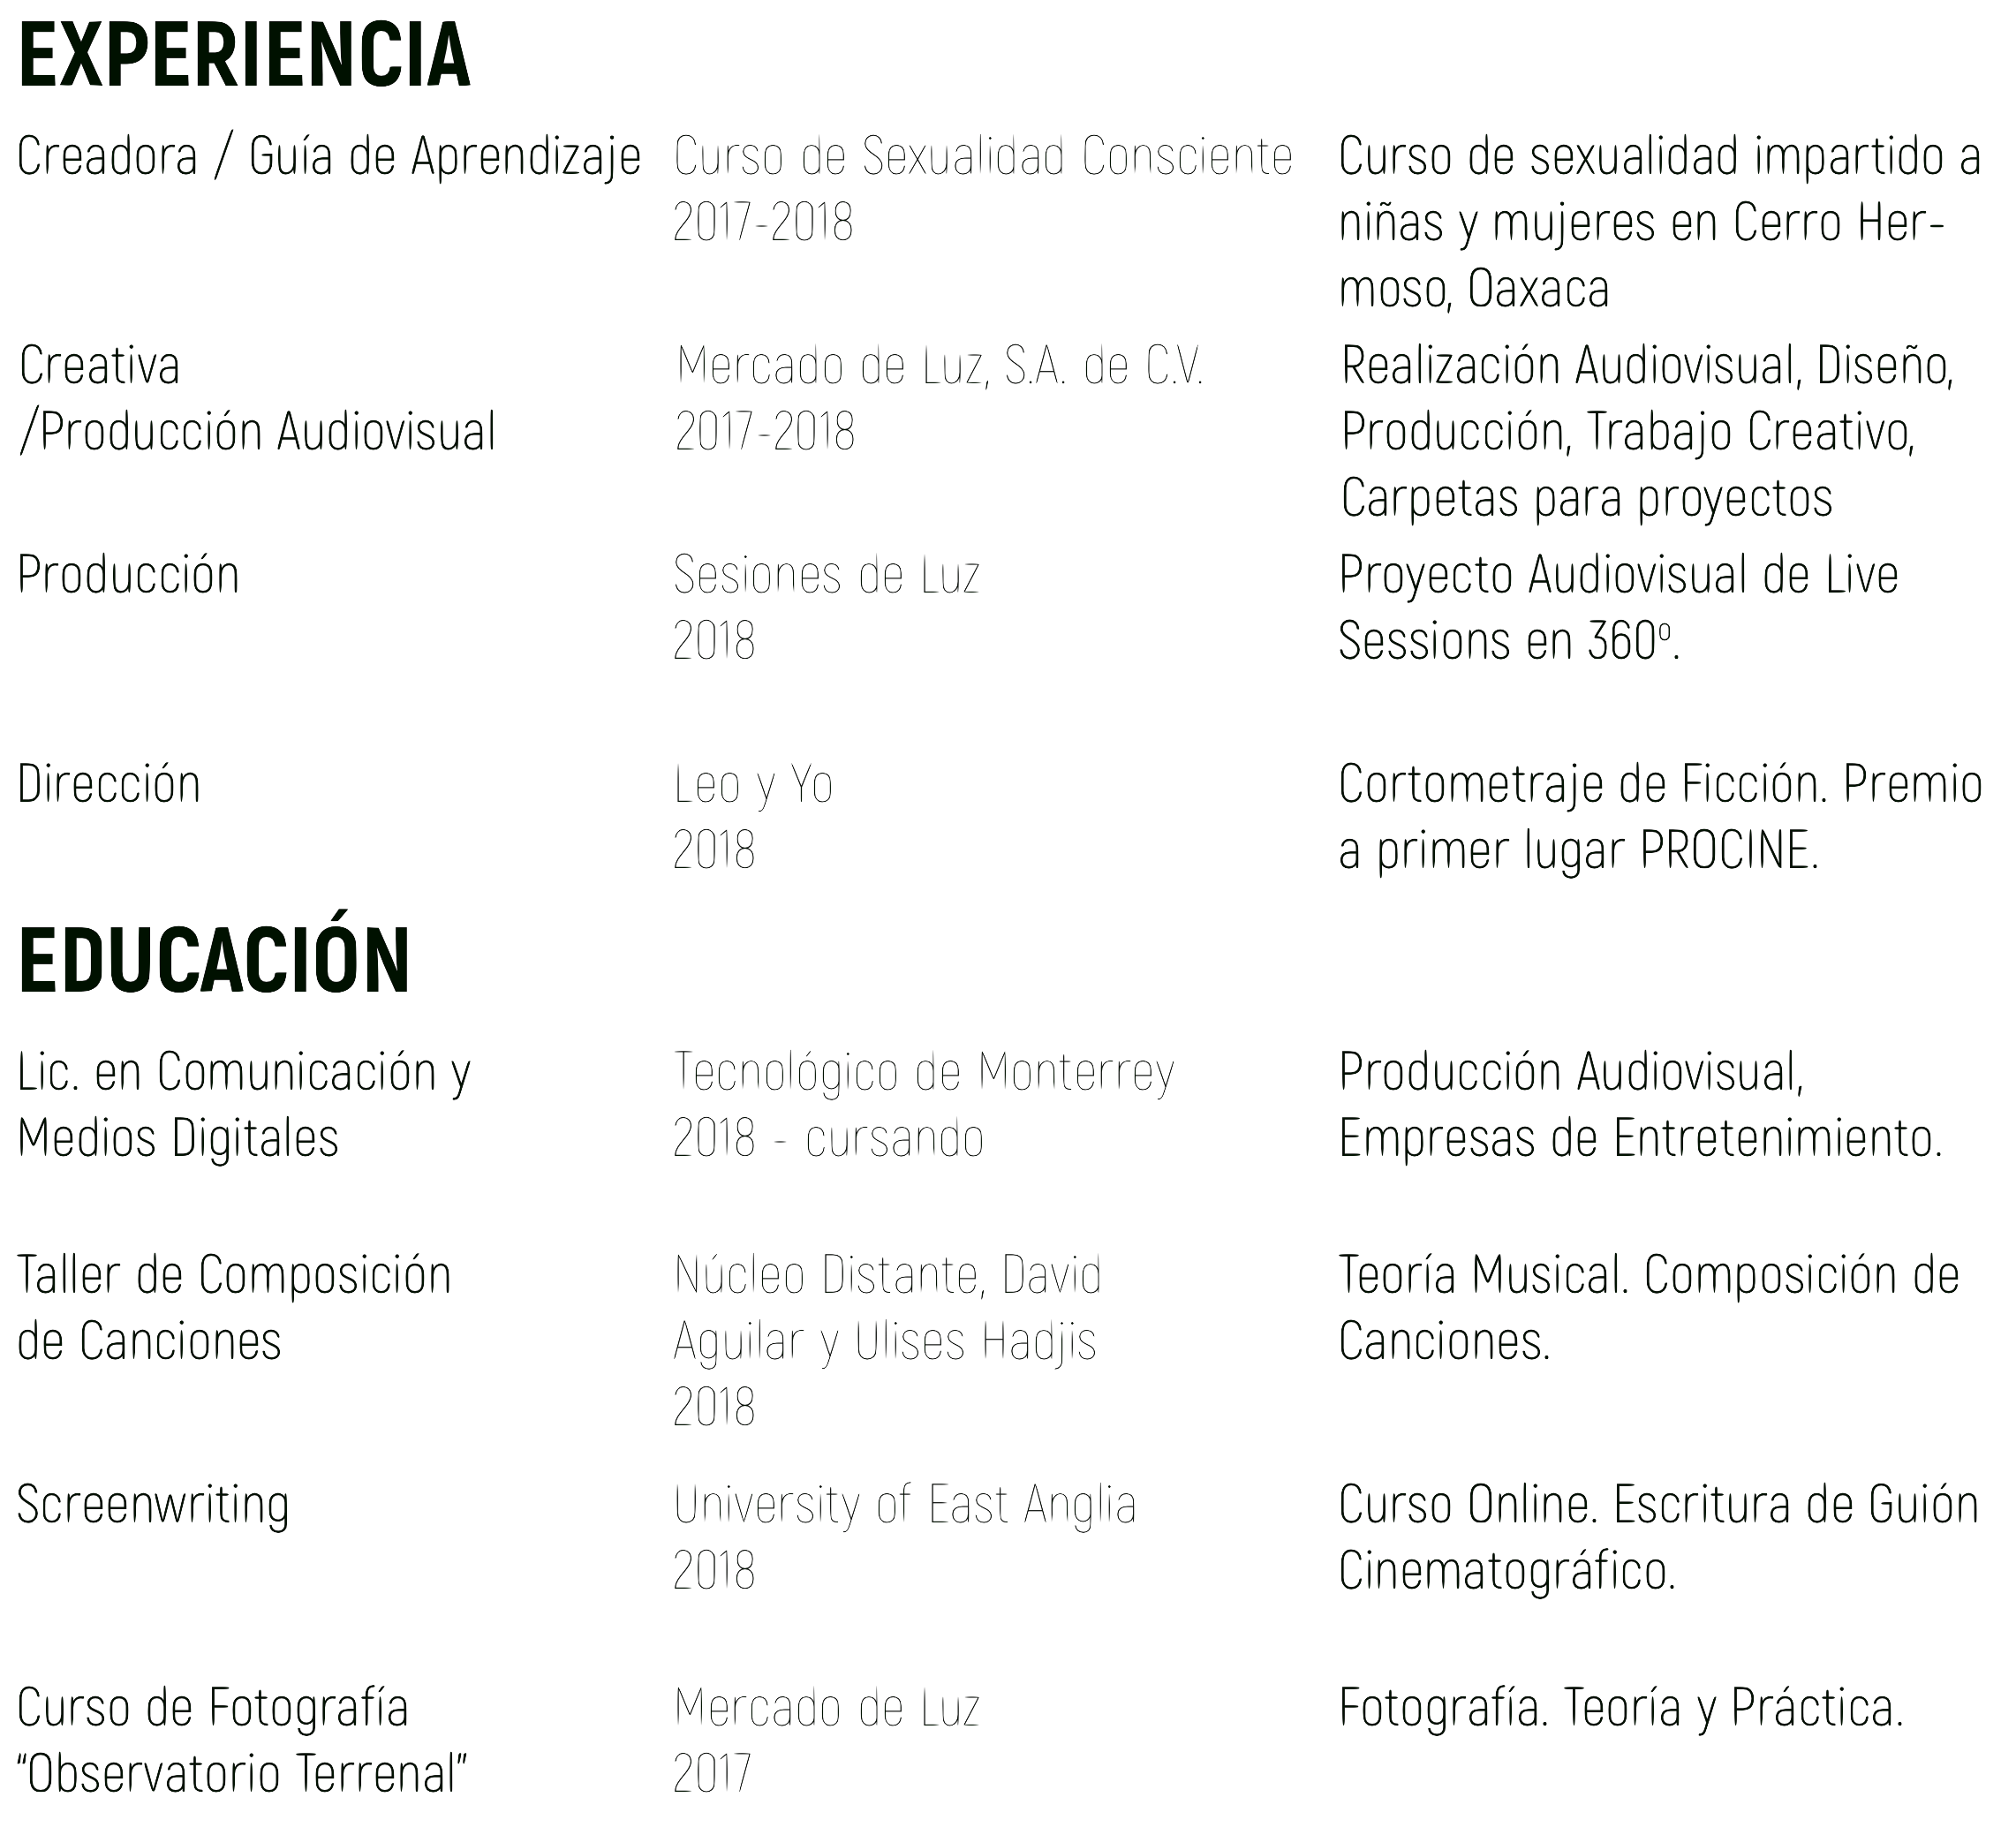 EXPERIENCIA
Creadora / Guía de Aprendizaje
Curso de Sexualidad Consciente
2017-2018
Curso de sexualidad impartido a
niñas y mujeres en Cerro Her-
moso, Oaxaca
Creativa
/Producción Audiovisual
Mercado de Luz, S.A. de C.V.
2017-2018
Realización Audiovisual, Diseño,
Producción, Trabajo Creativo,
Carpetas para proyectos
Producción
Sesiones de Luz
2018
Proyecto Audiovisual de Live
Sessions en 360º.
Dirección
Leo y Yo
2018
Cortometraje de Ficción. Premio
a primer lugar PROCINE.
EDUCACIÓN
Lic. en Comunicación y
Medios Digitales
Tecnológico de Monterrey
2018 - cursando
Producción Audiovisual,
Empresas de Entretenimiento.
Taller de Composición
de Canciones
Núcleo Distante, David
Aguilar y Ulises Hadjis
2018
Teoría Musical. Composición de
Canciones.
Screenwriting
University of East Anglia
2018
Curso Online. Escritura de Guión
Cinematográfico.
Curso de Fotografía
“Observatorio Terrenal”
Mercado de Luz
2017
Fotografía. Teoría y Práctica.